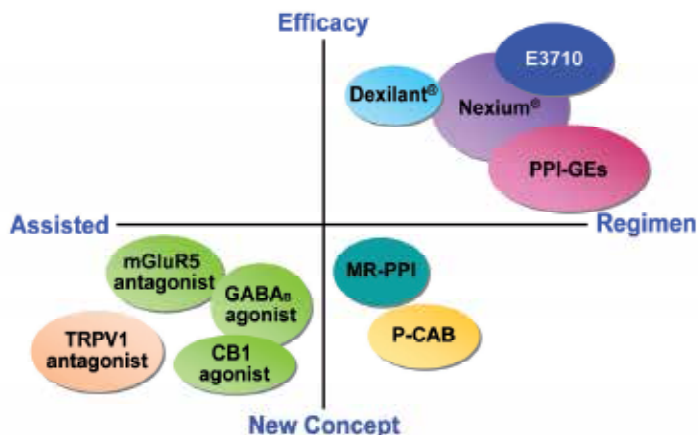 Efficacy
E3710
Dexilant®
Nexium®
PPI-GEs
Assisted
Regimen
mGluR5
antagonist
GABAB
agonist
MR-PPI
TRPV1
antagonist
CB1
agonist
P-CAB
New Concept